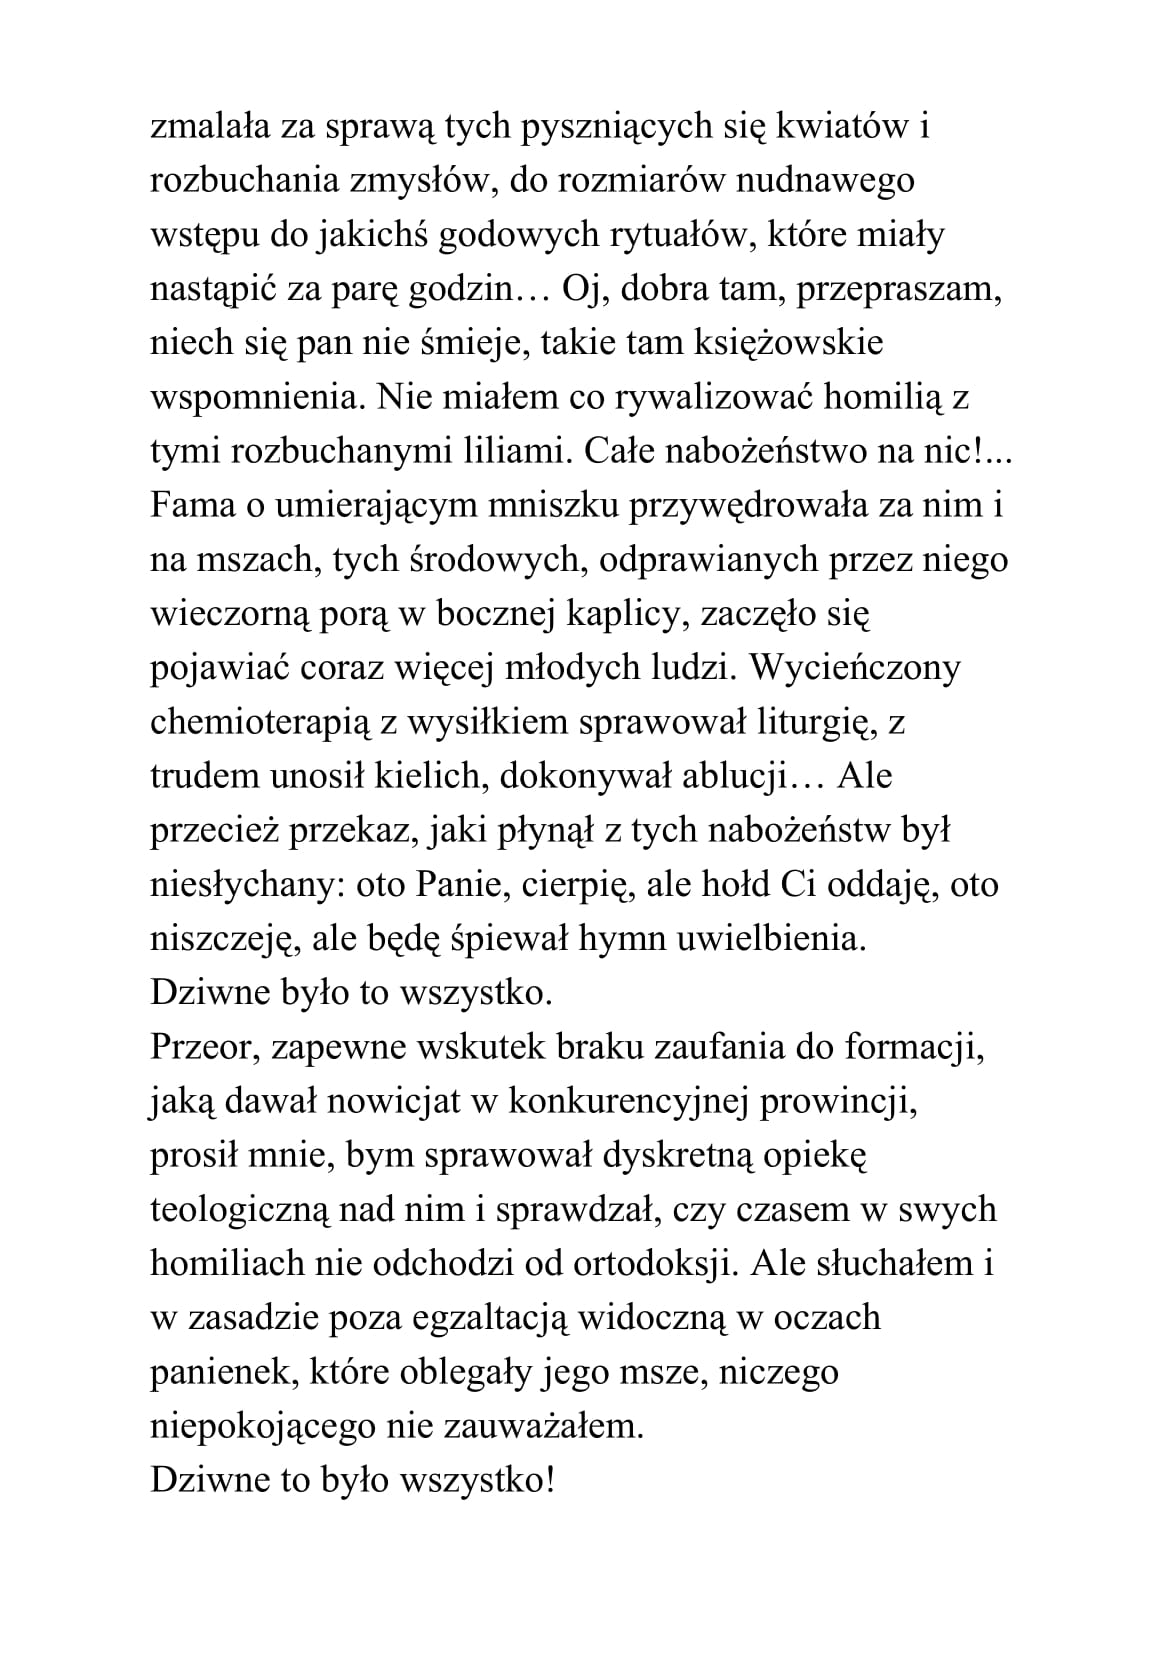 zmalała za sprawą tych pyszniących się kwiatów i
rozbuchania zmysłów, do rozmiarów nudnawego
wstępu do jakichś godowych rytuałów, które miały
nastąpić za parę godzin… Oj, dobra tam, przepraszam,
niech się pan nie śmieje, takie tam księżowskie
wspomnienia. Nie miałem co rywalizować homilią z
tymi rozbuchanymi liliami. Całe nabożeństwo na nic!...
Fama o umierającym mniszku przywędrowała za nim i
na mszach, tych środowych, odprawianych przez niego
wieczorną porą w bocznej kaplicy, zaczęło się
pojawiać coraz więcej młodych ludzi. Wycieńczony
chemioterapią z wysiłkiem sprawował liturgię, z
trudem unosił kielich, dokonywał ablucji… Ale
przecież przekaz, jaki płynął z tych nabożeństw był
niesłychany: oto Panie, cierpię, ale hołd Ci oddaję, oto
niszczeję, ale będę śpiewał hymn uwielbienia.
Dziwne było to wszystko.
Przeor, zapewne wskutek braku zaufania do formacji,
jaką dawał nowicjat w konkurencyjnej prowincji,
prosił mnie, bym sprawował dyskretną opiekę
teologiczną nad nim i sprawdzał, czy czasem w swych
homiliach nie odchodzi od ortodoksji. Ale słuchałem i
w zasadzie poza egzaltacją widoczną w oczach
panienek, które oblegały jego msze, niczego
niepokojącego nie zauważałem.
Dziwne to było wszystko!